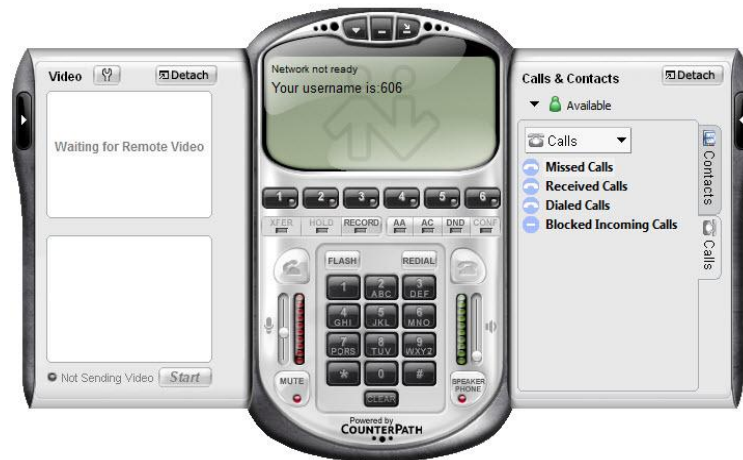 Video
Detach
Waiting for Remote Video
Not Sending Video
Start
Network not ready
Your username is:606
1 2 3 4 5 6
XFER HOLD RECORD AA AC DND CONF
FLASH REDIAL
1 2 ABC 3 DEF
4 GHI 5 JKL 6 MNO
7 PQRS 8 TUV 9 WXYZ
* 0 #
CLEAR
MUTE
SPEAKER
PHONE
Powered by
COUNTERPATH
Calls & Contacts
Detach
Available
Calls
Missed Calls
Received Calls
Dialed Calls
Blocked Incoming Calls
Contacts
Calls